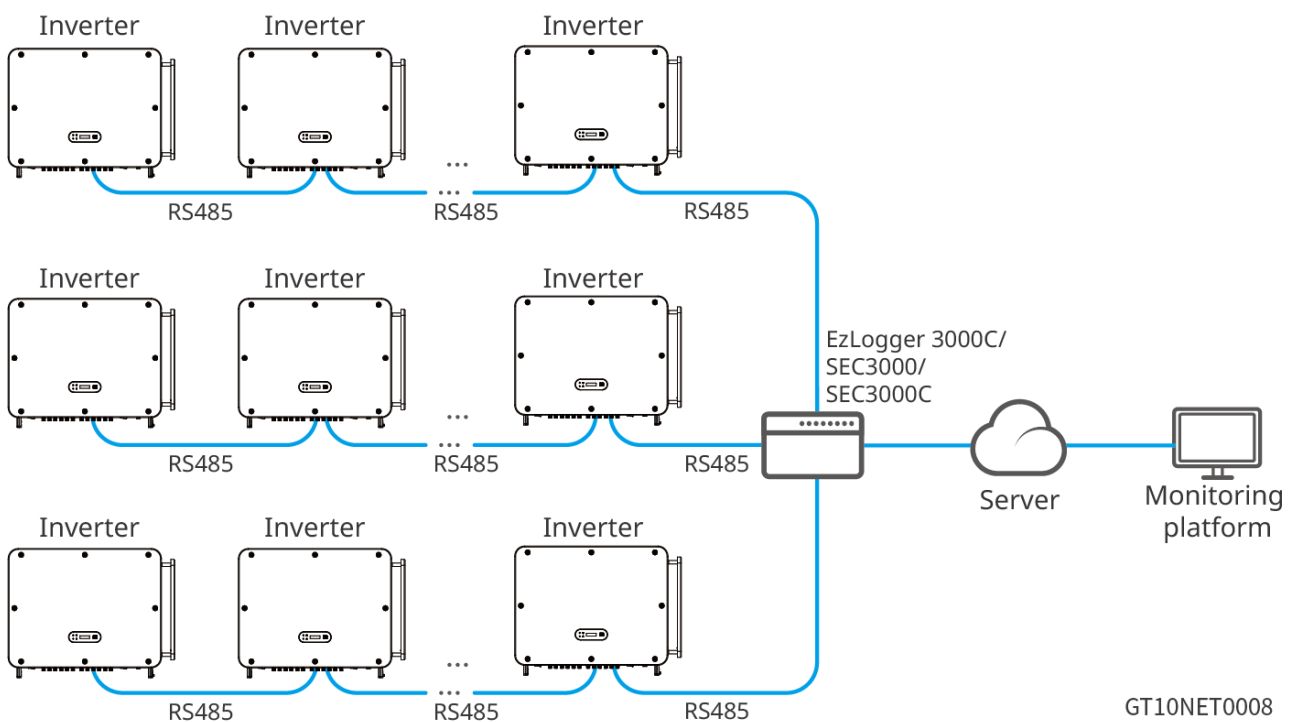 Inverter
Inverter
Inverter
...
...
RS485
RS485
RS485
Inverter
Inverter
Inverter
EzLogger 3000C/
SEC3000/
SEC3000C
...
...
RS485
RS485
RS485
Server
Monitoring
platform
Inverter
Inverter
Inverter
...
...
RS485
RS485
RS485
GT10NET0008